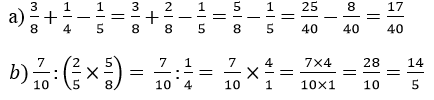 a) 3/8 + 1/4 − 1/5 = 3/8 + 2/8 − 1/5 = 5/8 − 1/5 = 25/40 − 8/40 = 17/40
b) 7/10 : (2/5 × 5/8) = 7/10 : 1/4 = 7/10 × 4/1 = 7×4/10×1 = 28/10 = 14/5